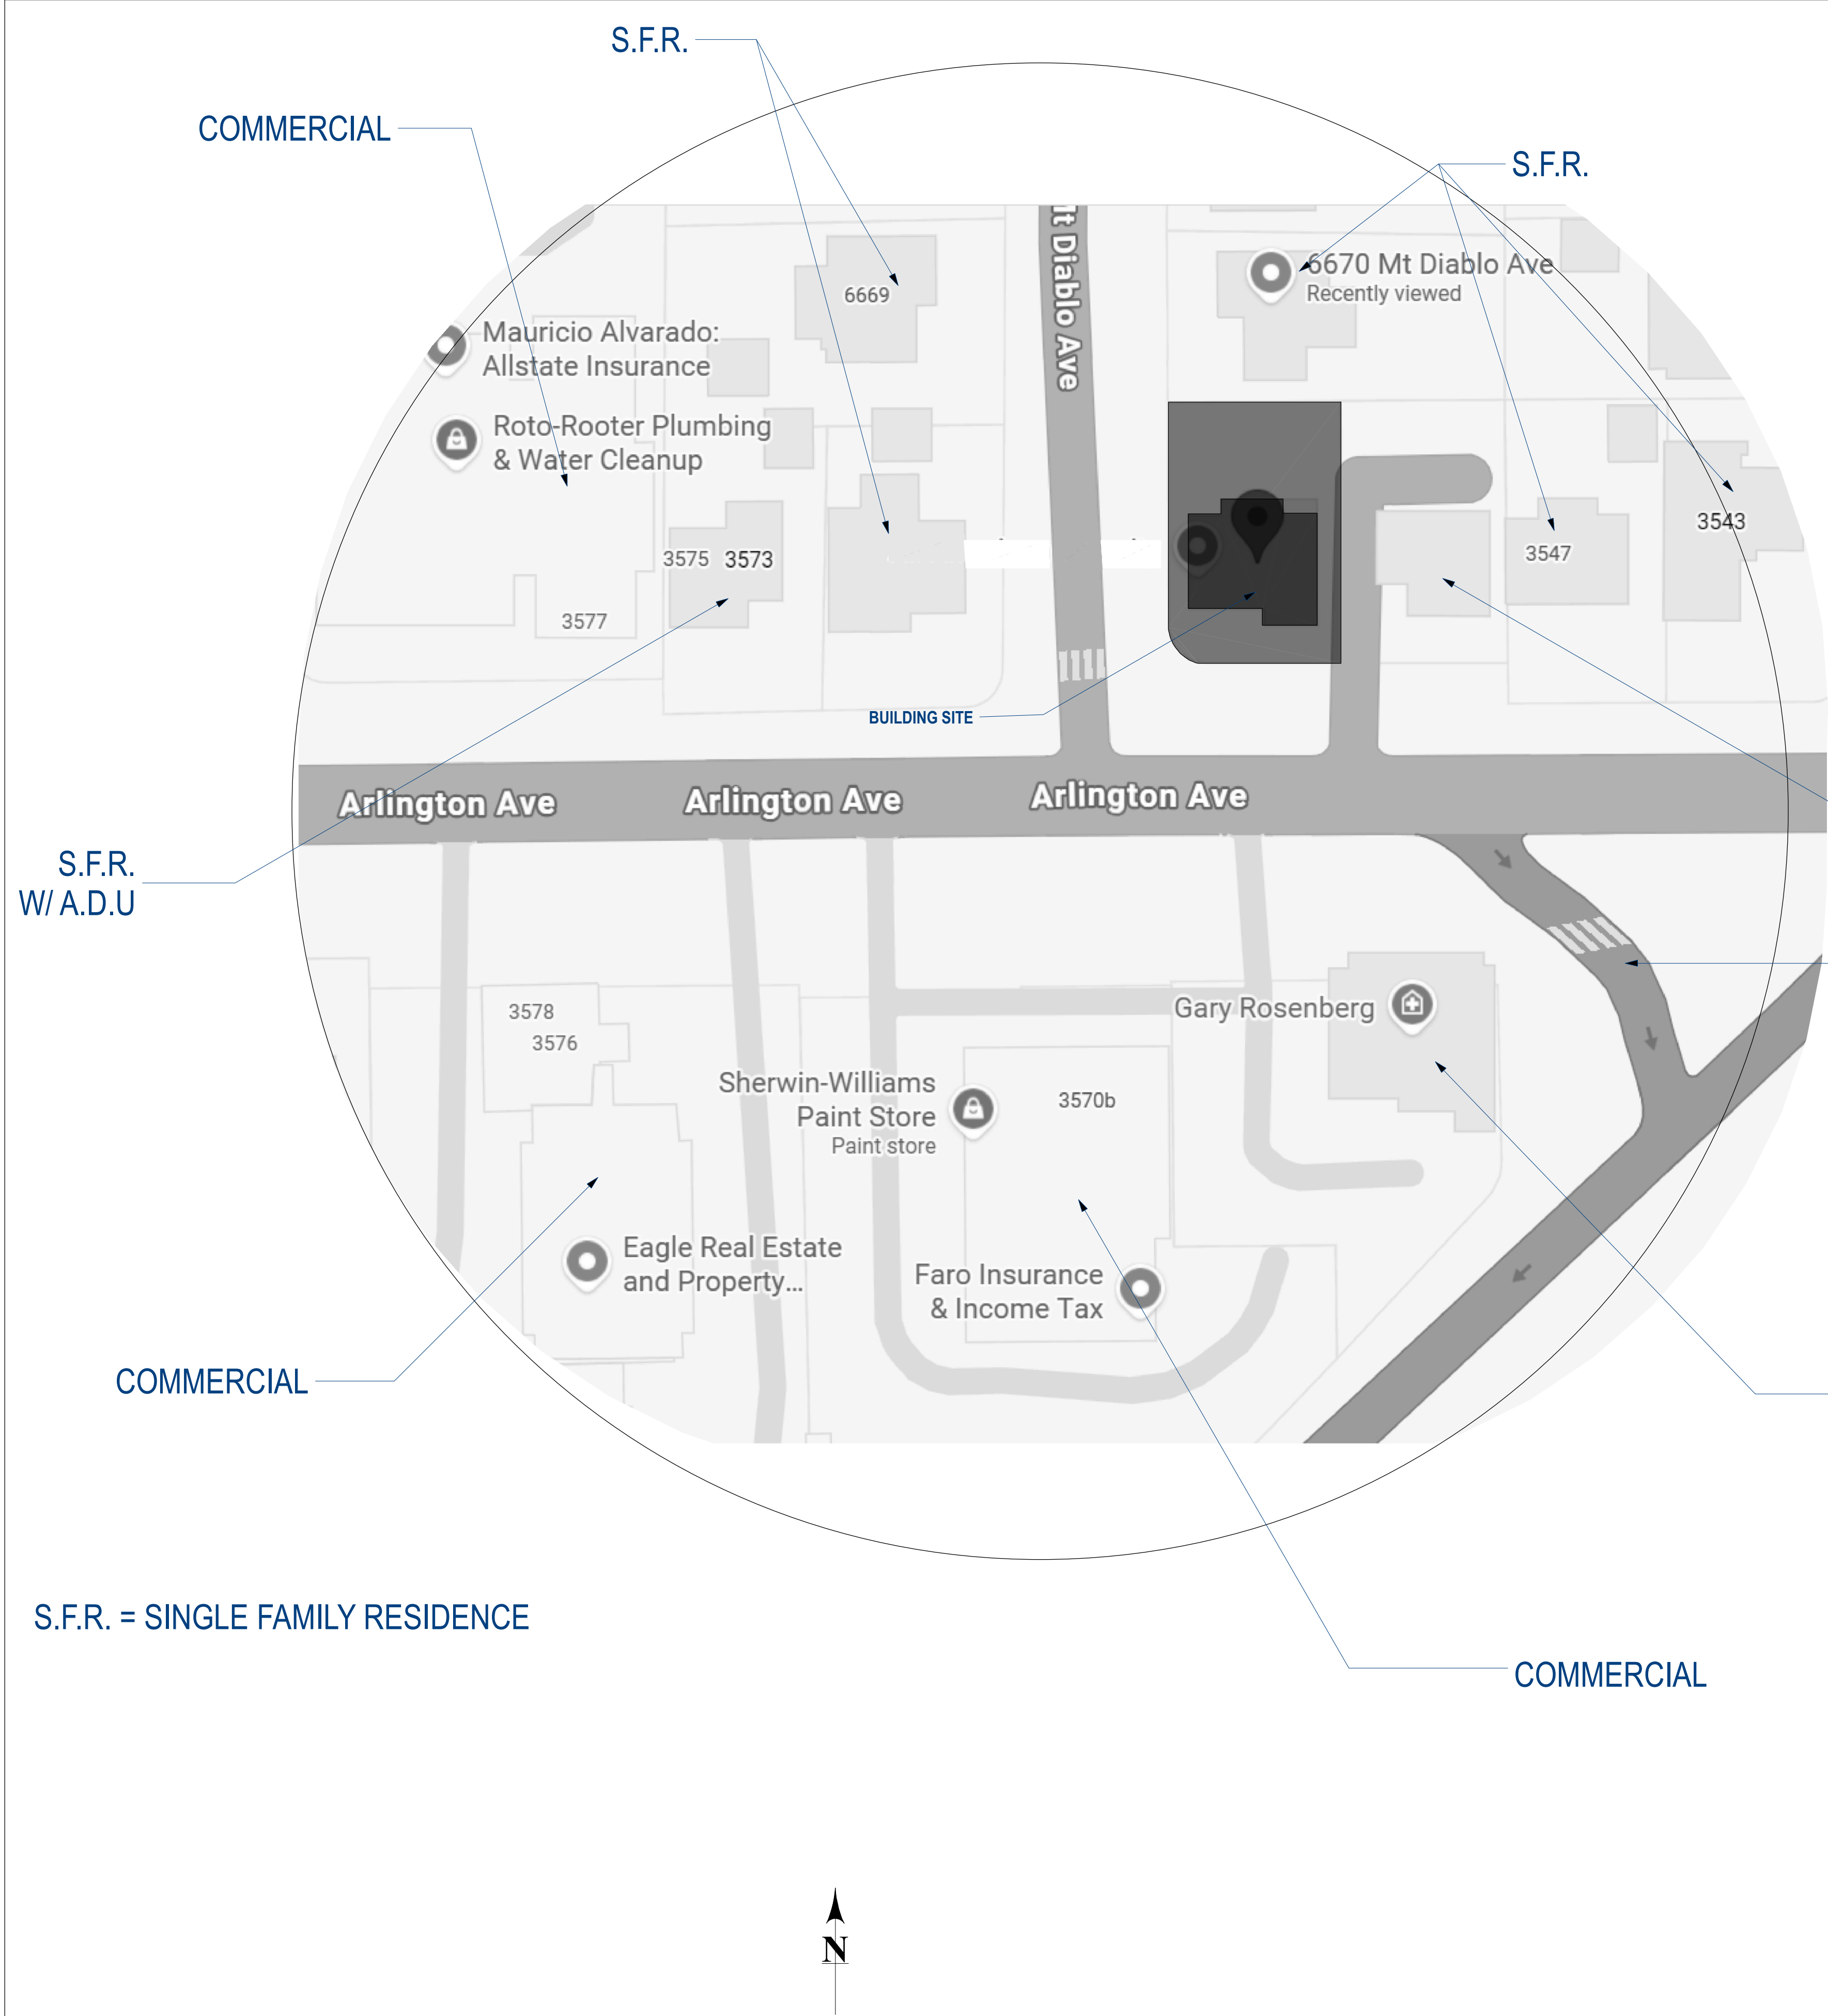 S.F.R.
COMMERCIAL
S.F.R.
Mt Diablo Ave
6670 Mt Diablo Ave
Recently viewed
6669
Mauricio Alvarado:
Allstate Insurance
Roto-Rooter Plumbing
& Water Cleanup
3543
3547
3575 3573
3577
BUILDING SITE
Arlington Ave
Arlington Ave
Arlington Ave
S.F.R.
W/ A.D.U
3578
3576
Gary Rosenberg
Sherwin-Williams
Paint Store
Paint store
3570b
Eagle Real Estate
and Property...
Faro Insurance
& Income Tax
COMMERCIAL
S.F.R. = SINGLE FAMILY RESIDENCE
COMMERCIAL
N